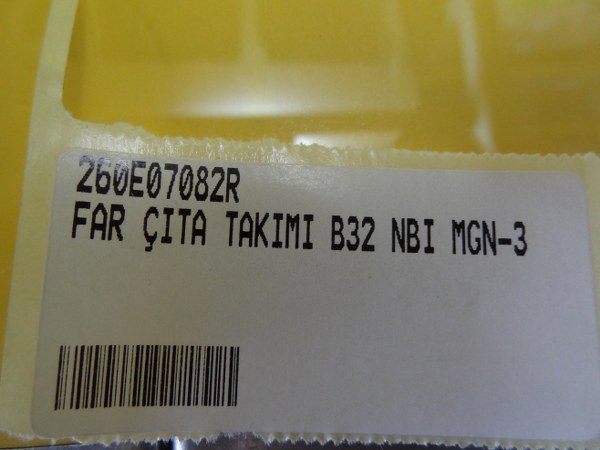 260E07082R
FAR ÇITA TAKIMI B32 NBI MGN-3